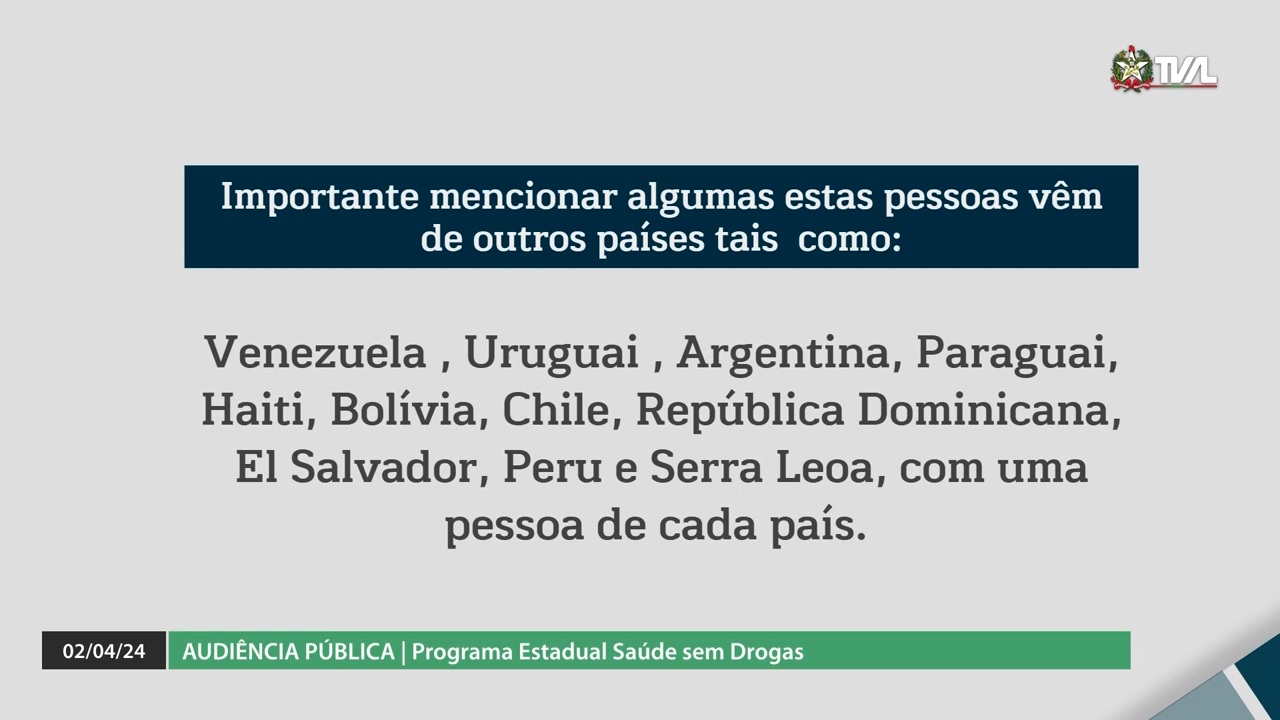 TVAL
Importante mencionar algumas estas pessoas vêm
de outros países tais  como:
Venezuela , Uruguai , Argentina, Paraguai,
Haiti, Bolívia, Chile, República Dominicana,
El Salvador, Peru e Serra Leoa, com uma
pessoa de cada país.
02/04/24 AUDIÊNCIA PÚBLICA | Programa Estadual Saúde sem Drogas